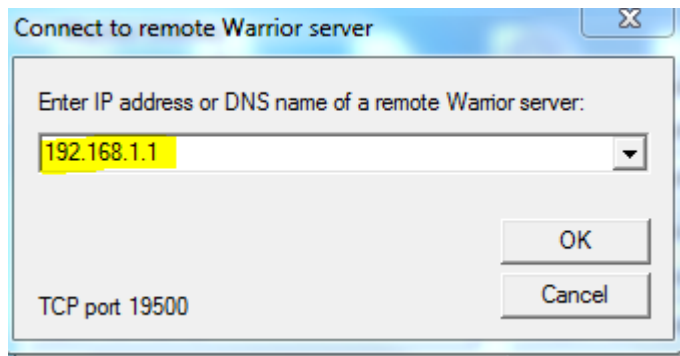 Connect to remote Warrior server
Enter IP address or DNS name of a remote Warrior server:
192.168.1.1
OK
TCP port 19500
Cancel